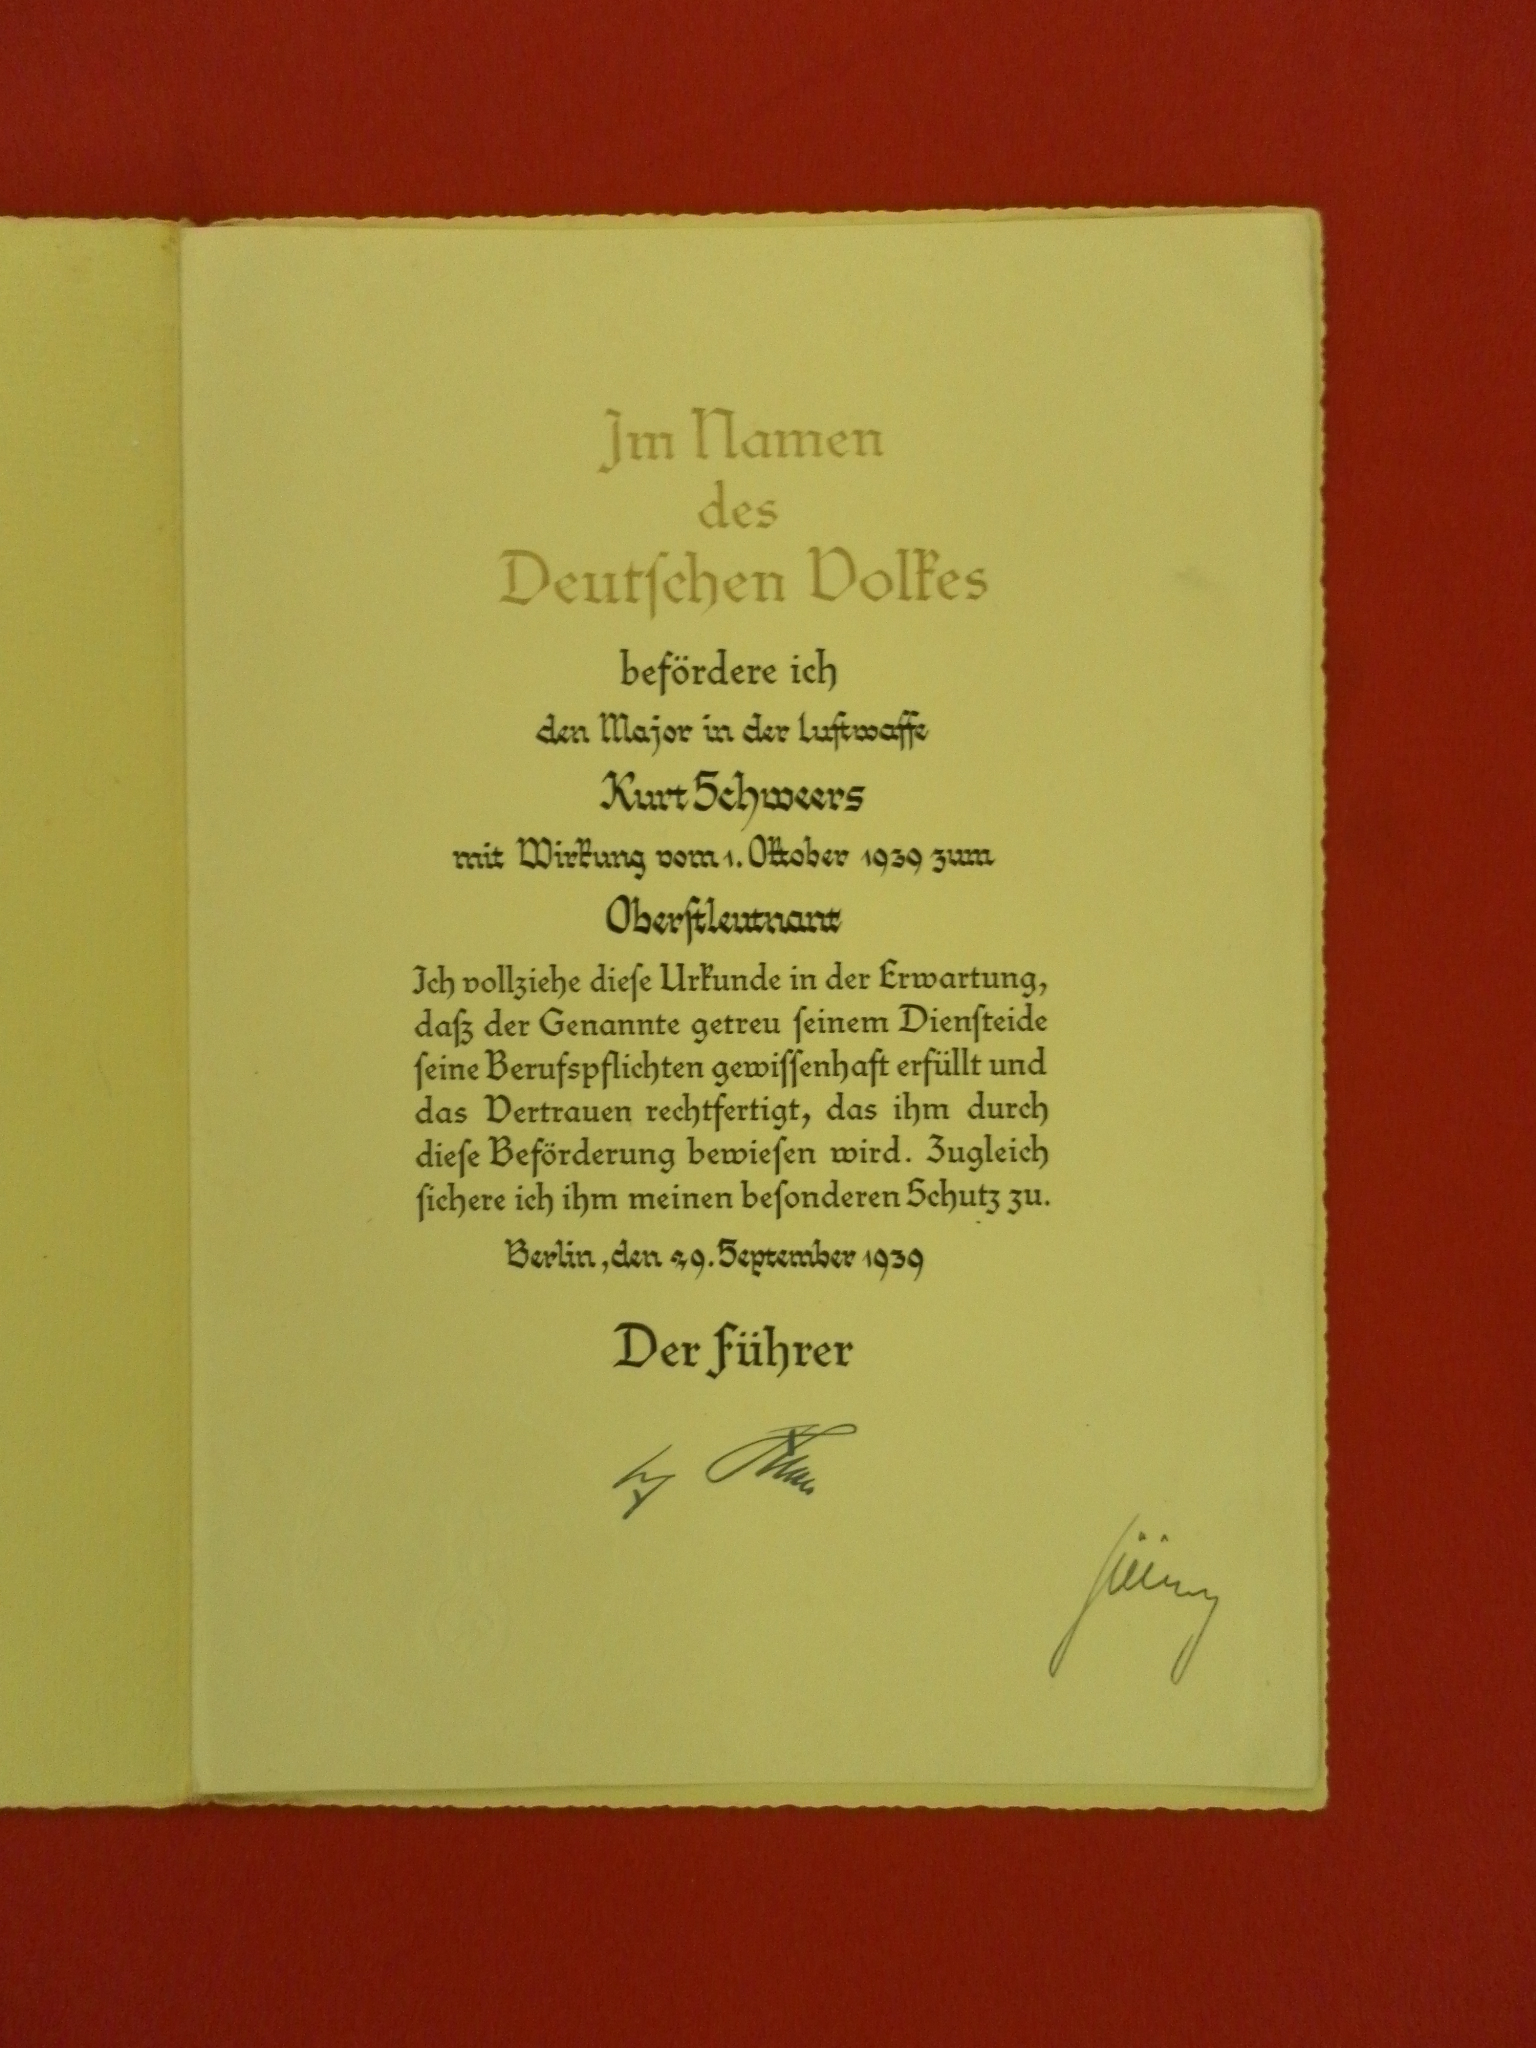 Im Namen
des
Deutschen Volkes
befördere ich
den Major in der Luftwaffe
Kurt Schweers
mit Wirkung vom 1. Oktober 1939 zum
Oberstleutnant
Ich vollziehe diese Urkunde in der Erwartung,
daß der Genannte getreu seinem Diensteide
seine Berufspflichten gewissenhaft erfüllt und
das Vertrauen rechtfertigt, das ihm durch
diese Beförderung bewiesen wird. Zugleich
sichere ich ihm meinen besonderen Schutz zu.
Berlin, den 29. September 1939
Der Führer
Göring